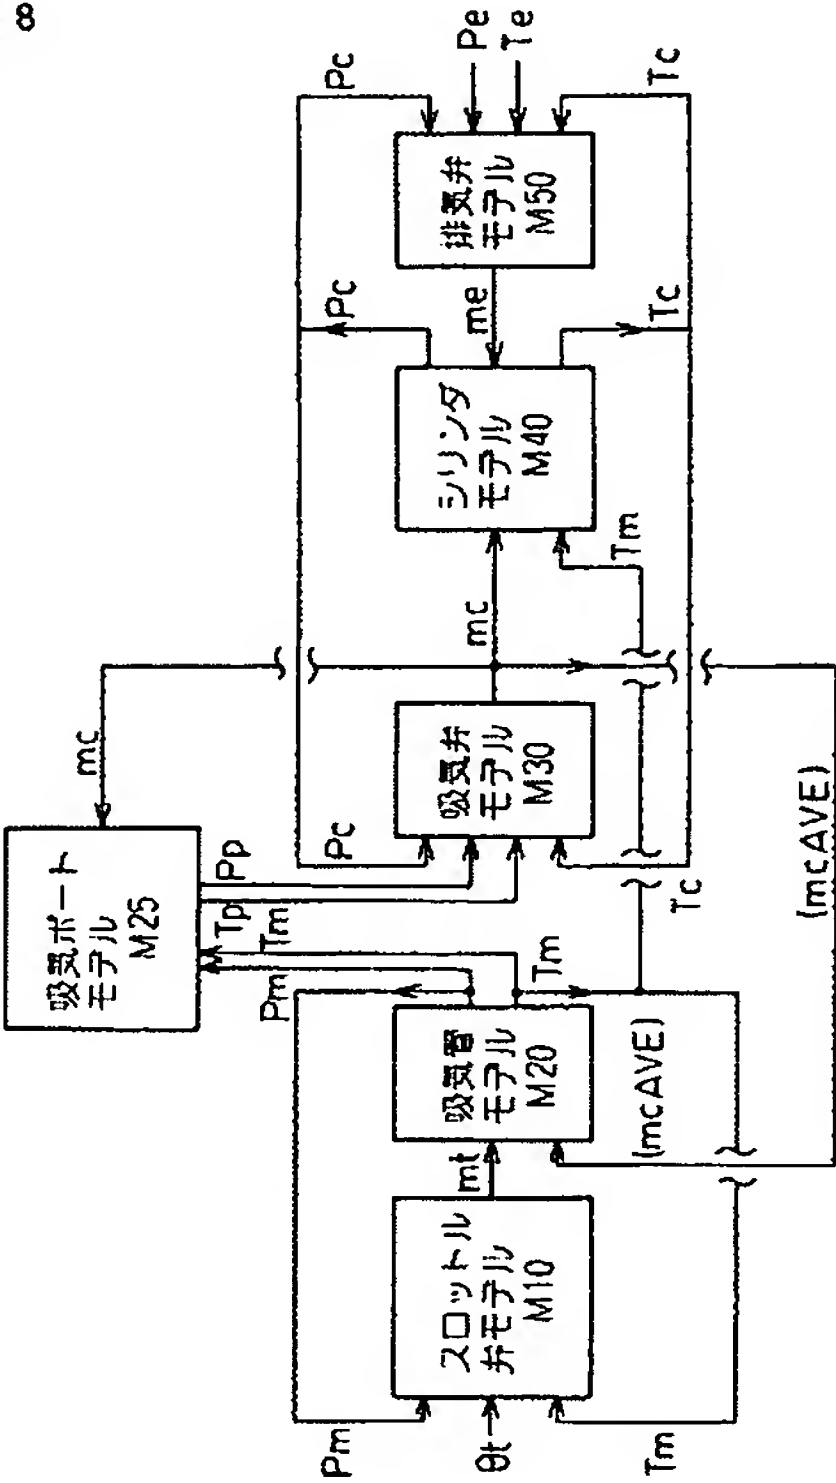 8
Pm
θt
Tm
スロットル
弁モデル
M10
mt
吸気管
モデル
M20
(mcAVE)
Pm
Tm
Tm
Tp
Pp
吸気ポート
モデル
M25
mc
Pc
Tc
吸気弁
モデル
M30
(mcAVE)
mc
Tm
シリンダ
モデル
M40
Pc
Tc
me
排気弁
モデル
M50
Pc
Pe
Te
Tc